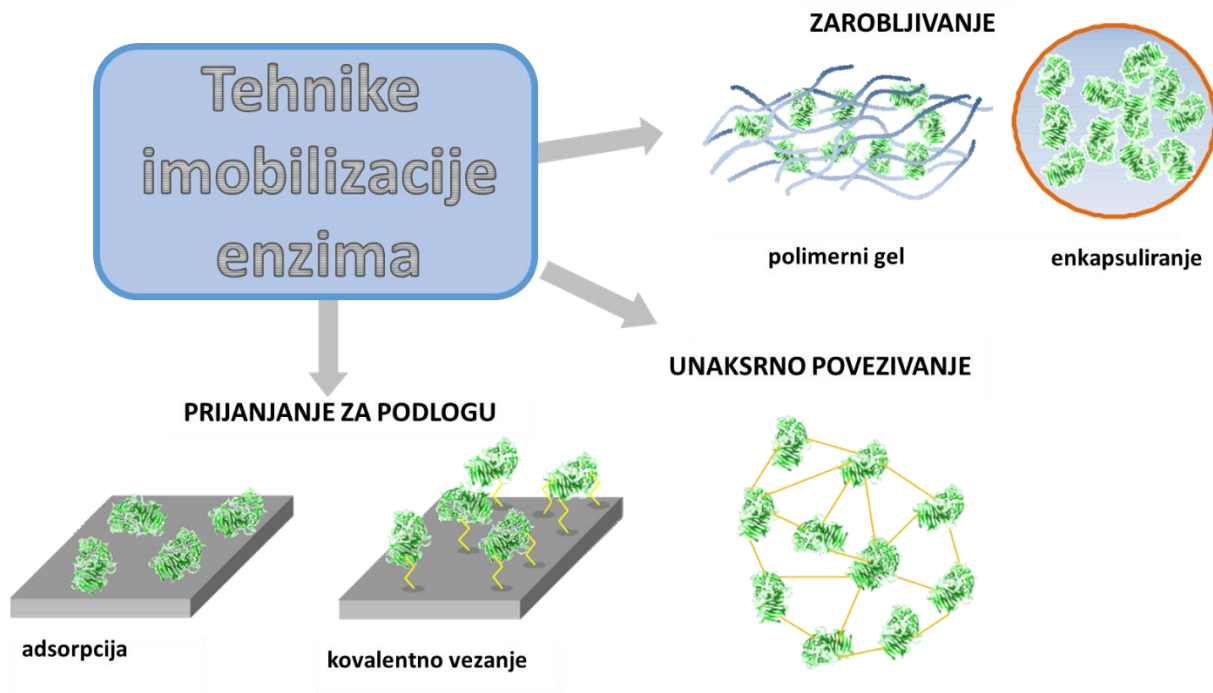 Tehnike
imobilizacije
enzima
ZAROBLJIVANJE
polimerni gel
enkapsuliranje
UNAKSRNO POVEZIVANJE
PRIJANJANJE ZA PODLOGU
adsorpcija
kovalentno vezanje